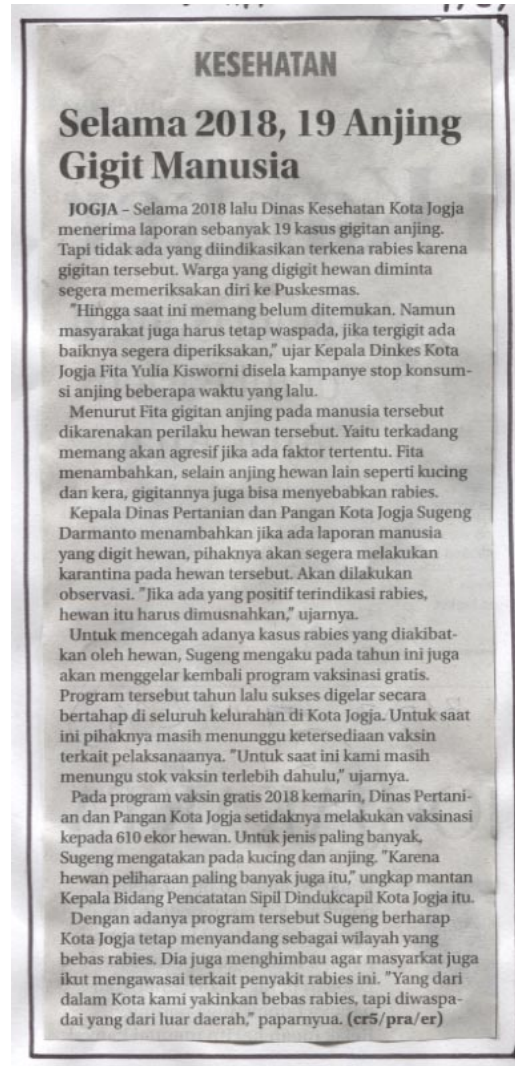 KESEHATAN
Selama 2018, 19 Anjing
Gigit Manusia
JOGJA – Selama 2018 lalu Dinas Kesehatan Kota Jogja
menerima laporan sebanyak 19 kasus gigitan anjing.
Tapi tidak ada yang diindikasikan terkena rabies karena
gigitan tersebut. Warga yang digigit hewan diminta
segera memeriksakan diri ke Puskesmas.
"Hingga saat ini memang belum ditemukan. Namun
masyarakat juga harus tetap waspada, jika tergigit ada
baiknya segera diperiksakan," ujar Kepala Dinkes Kota
Jogja Fita Yulia Kisworni disela kampanye stop konsum-
si anjing beberapa waktu yang lalu.
Menurut Fita gigitan anjing pada manusia tersebut
dikarenakan perilaku hewan tersebut. Yaitu terkadang
memang akan agresif jika ada faktor tertentu. Fita
menambahkan, selain anjing hewan lain seperti kucing
dan kera, gigitannya juga bisa menyebabkan rabies.
Kepala Dinas Pertanian dan Pangan Kota Jogja Sugeng
Darmanto menambahkan jika ada laporan manusia
yang digit hewan, pihaknya akan segera melakukan
karantina pada hewan tersebut. Akan dilakukan
observasi. "Jika ada yang positif terindikasi rabies,
hewan itu harus dimusnahkan," ujarnya.
Untuk mencegah adanya kasus rabies yang diakibat-
kan oleh hewan, Sugeng mengaku pada tahun ini juga
akan menggelar kembali program vaksinasi gratis.
Program tersebut tahun lalu sukses digelar secara
bertahap di seluruh kelurahan di Kota Jogja. Untuk saat
ini pihaknya masih menunggu ketersediaan vaksin
terkait pelaksanaanya. "Untuk saat ini kami masih
menungu stok vaksin terlebih dahulu," ujarnya.
Pada program vaksin gratis 2018 kemarin, Dinas Pertani-
an dan Pangan Kota Jogja setidaknya melakukan vaksinasi
kepada 610 ekor hewan. Untuk jenis paling banyak,
Sugeng mengatakan pada kucing dan anjing. "Karena
hewan peliharaan paling banyak juga itu," ungkap mantan
Kepala Bidang Pencatatan Sipil Dindukcapil Kota Jogja itu.
Dengan adanya program tersebut Sugeng berharap
Kota Jogja tetap menyandang sebagai wilayah yang
bebas rabies. Dia juga menghimbau agar masyarkat juga
ikut mengawasai terkait penyakit rabies ini. "Yang dari
dalam Kota kami yakinkan bebas rabies, tapi diwaspa-
dai yang dari luar daerah," paparnyua. (cr5/pra/er)